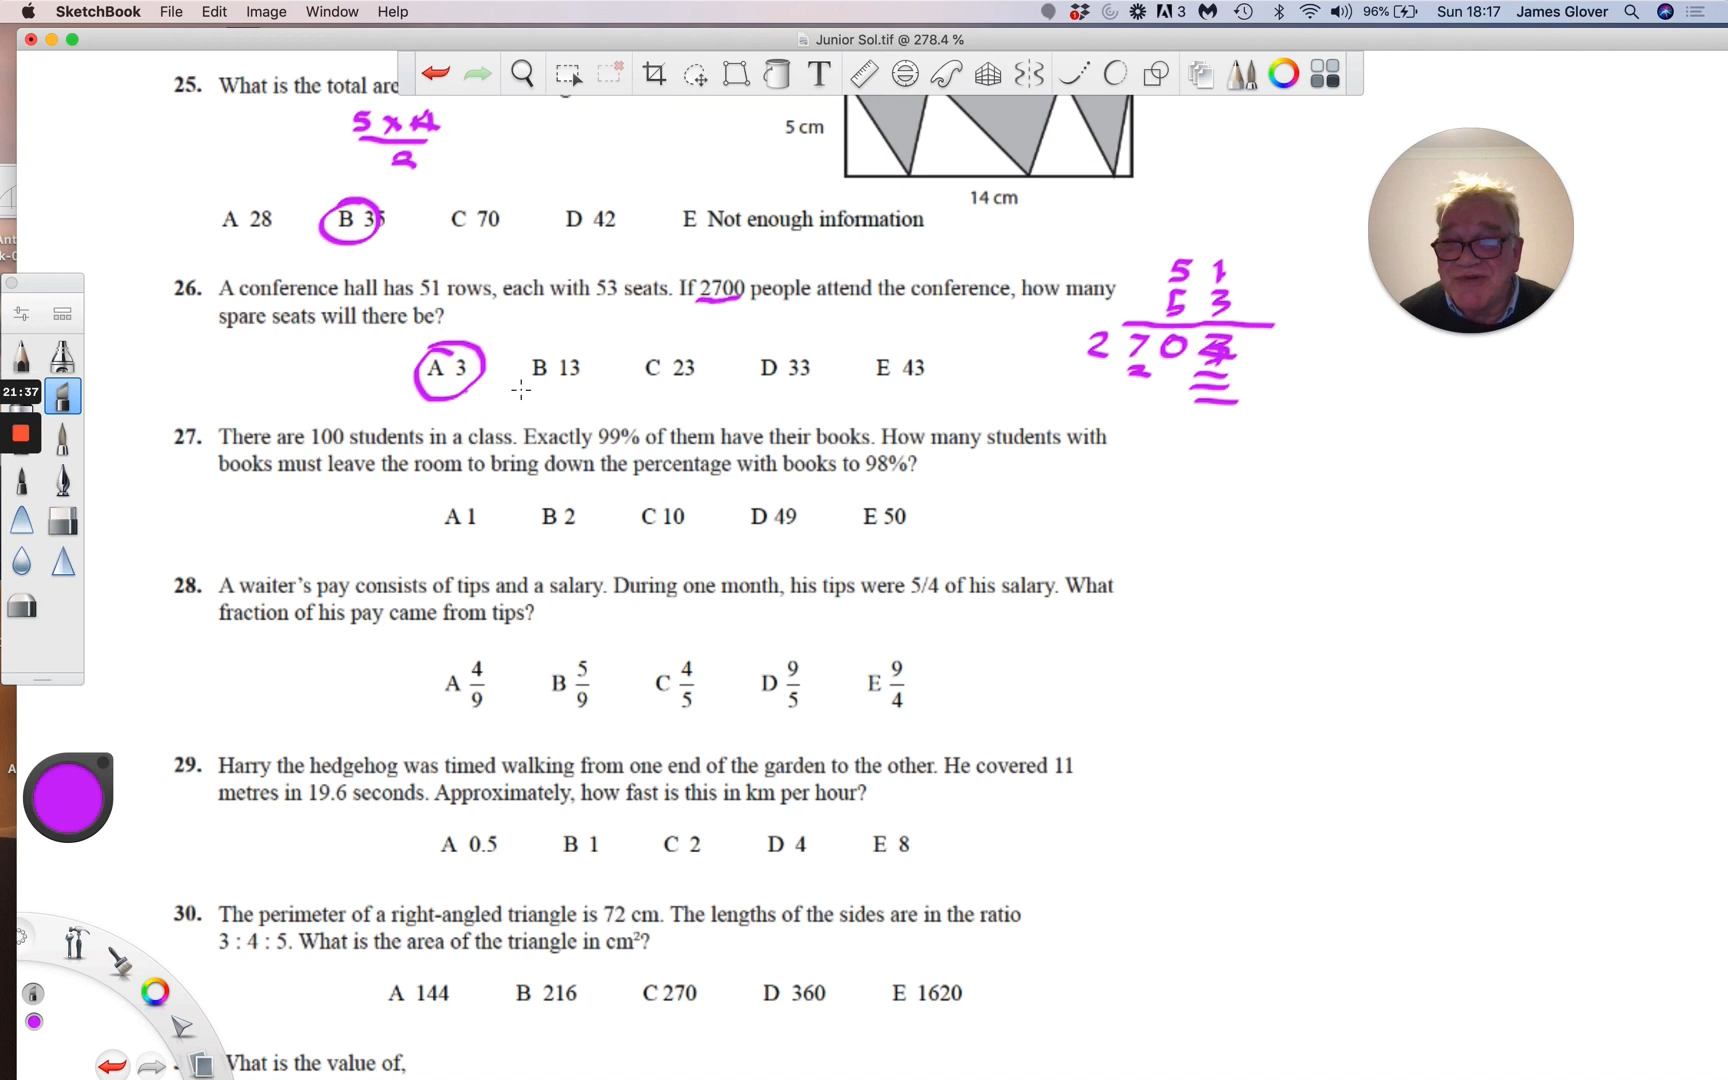 SketchBook File Edit Image Window Help 3 96% Sun 18:17 James Glover
Junior Sol.tif @ 278.4 %
25. What is the total are
5 x 4
2
5 cm
14 cm
A 28 B 35 C 70 D 42 E Not enough information
26. A conference hall has 51 rows, each with 53 seats. If 2700 people attend the conference, how many
spare seats will there be?
5 1
5 3
2 7 0
2
A 3 B 13 C 23 D 33 E 43
21:37
27. There are 100 students in a class. Exactly 99% of them have their books. How many students with
books must leave the room to bring down the percentage with books to 98%?
A 1 B 2 C 10 D 49 E 50
28. A waiter's pay consists of tips and a salary. During one month, his tips were 5/4 of his salary. What
fraction of his pay came from tips?
A 4/9 B 5/9 C 4/5 D 9/5 E 9/4
29. Harry the hedgehog was timed walking from one end of the garden to the other. He covered 11
metres in 19.6 seconds. Approximately, how fast is this in km per hour?
A 0.5 B 1 C 2 D 4 E 8
30. The perimeter of a right-angled triangle is 72 cm. The lengths of the sides are in the ratio
3 : 4 : 5. What is the area of the triangle in cm²?
A 144 B 216 C 270 D 360 E 1620
What is the value of,